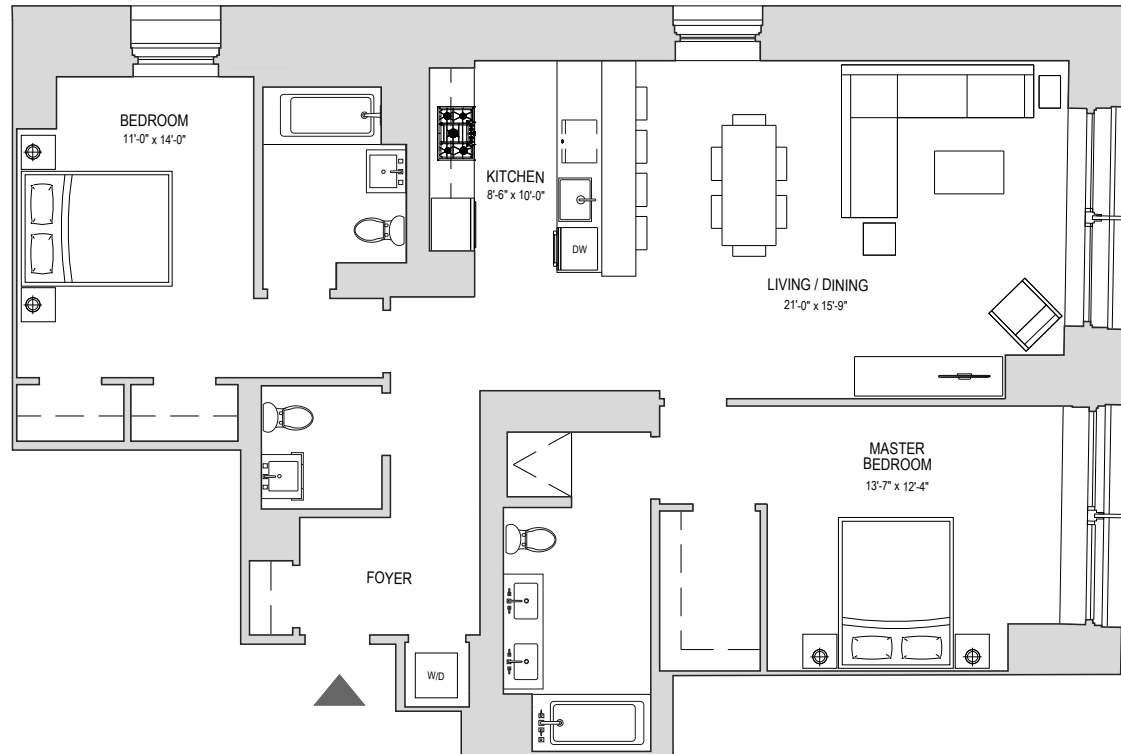 BEDROOM
11'-0" x 14'-0"
KITCHEN
8'-6" x 10'-0"
DW
LIVING / DINING
21'-0" x 15'-9"
MASTER
BEDROOM
13'-7" x 12'-4"
FOYER
W/D